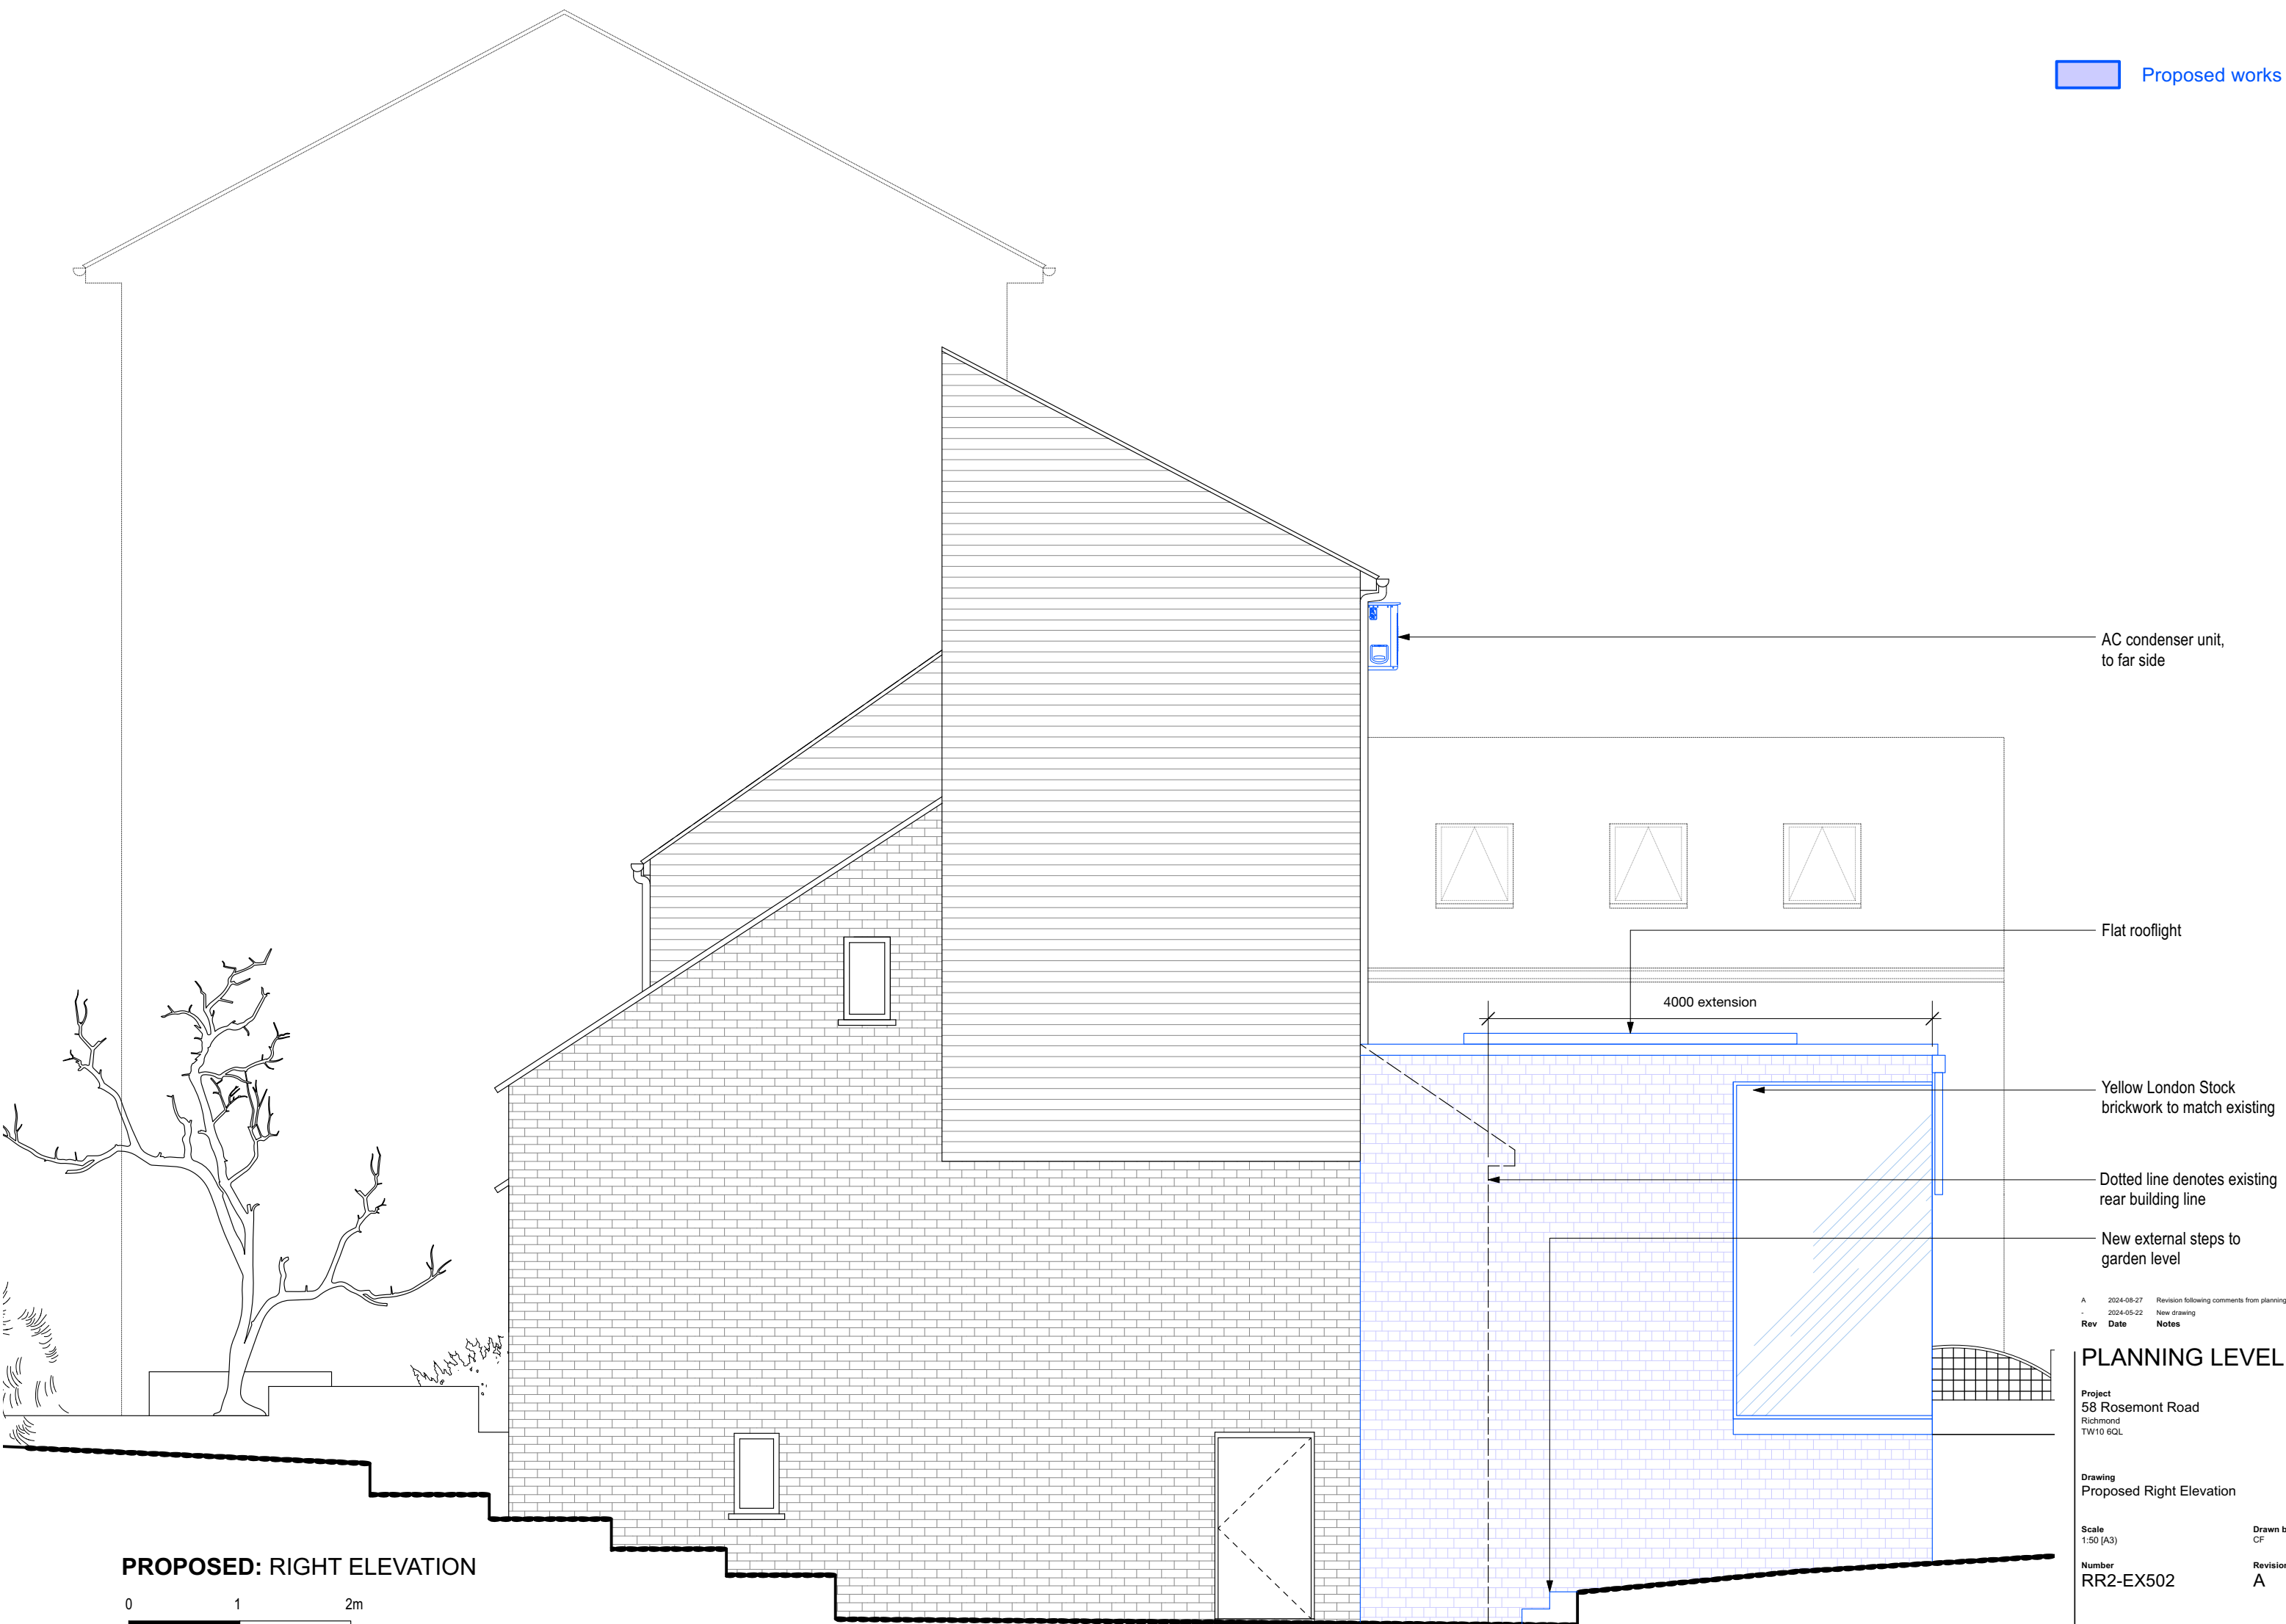 Proposed works
AC condenser unit,
to far side
Flat rooflight
4000 extension
Yellow London Stock
brickwork to match existing
Dotted line denotes existing
rear building line
New external steps to
garden level
A 2024-08-27 Revision following comments from planning
- 2024-05-22 New drawing
Rev Date Notes
PLANNING LEVEL
Project
58 Rosemont Road
Richmond
TW10 6QL
Drawing
Proposed Right Elevation
Scale Drawn b
1:50 [A3) CF
Number Revision
RR2-EX502 A
PROPOSED: RIGHT ELEVATION
0 1 2m